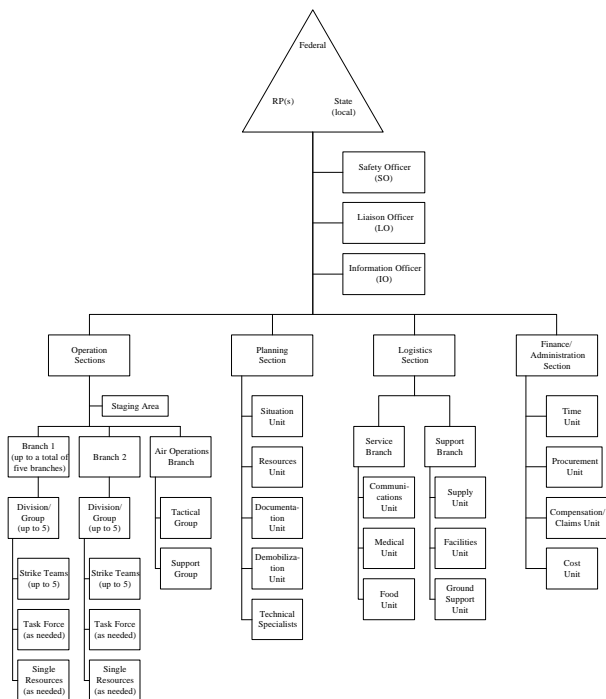 Federal
RP(s)
State
(local)
Safety Officer
(SO)
Liaison Officer
(LO)
Information Officer
(IO)
Operation
Sections
Planning
Section
Logistics
Section
Finance/
Administration
Section
Staging Area
Branch 1
(up to a total of
five branches)
Branch 2
Air Operations
Branch
Division/
Group
(up to 5)
Division/
Group
(up to 5)
Tactical
Group
Support
Group
Strike Teams
(up to 5)
Strike Teams
(up to 5)
Task Force
(as needed)
Task Force
(as needed)
Single
Resources
(as needed)
Single
Resources
(as needed)
Situation
Unit
Resources
Unit
Documenta-
tion
Unit
Demobiliza-
tion
Unit
Technical
Specialists
Service
Branch
Support
Branch
Communi-
cations
Unit
Medical
Unit
Food
Unit
Supply
Unit
Facilities
Unit
Ground
Support
Unit
Time
Unit
Procurement
Unit
Compensation/
Claims Unit
Cost
Unit